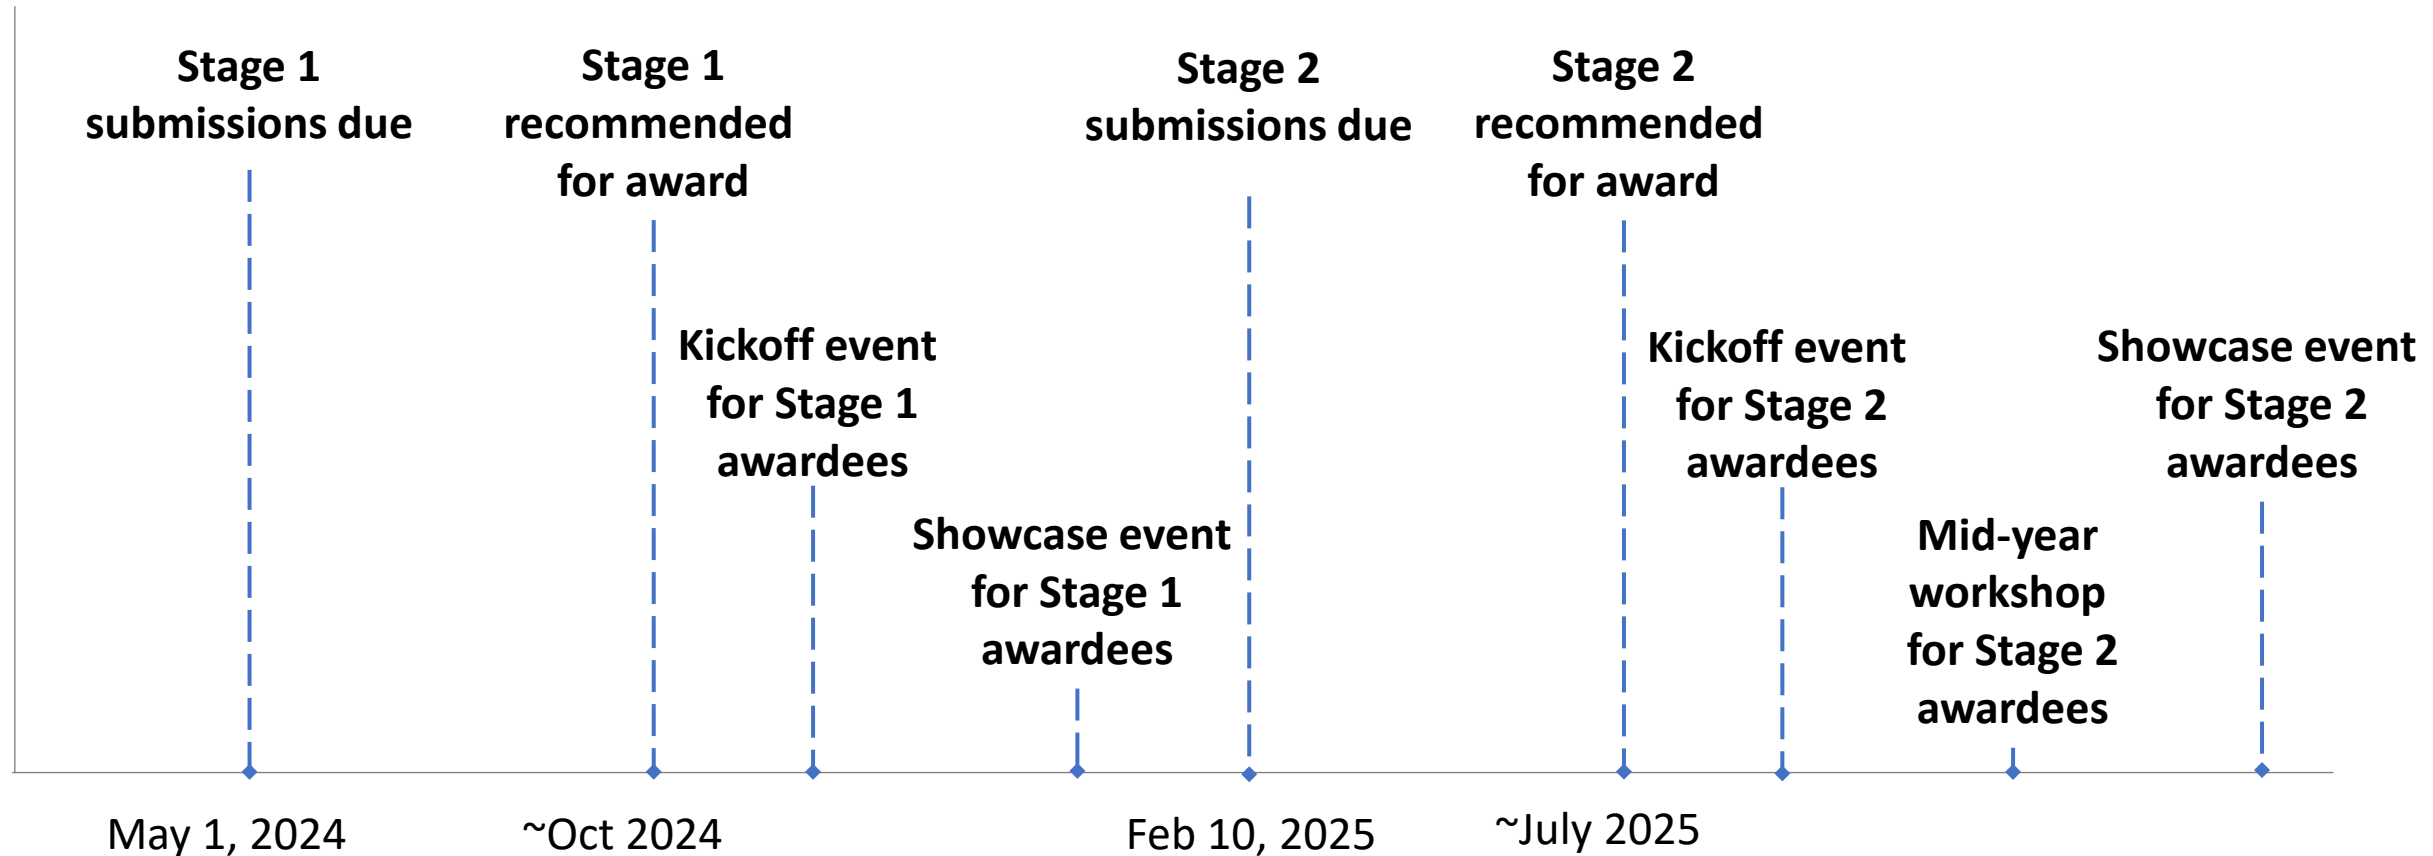 Stage 1
submissions due
Stage 1
recommended
for award
Kickoff event
for Stage 1
awardees
Showcase event
for Stage 1
awardees
Stage 2
submissions due
Stage 2
recommended
for award
Kickoff event
for Stage 2
awardees
Mid-year
workshop
for Stage 2
awardees
Showcase event
for Stage 2
awardees
May 1, 2024
~Oct 2024
Feb 10, 2025
~July 2025